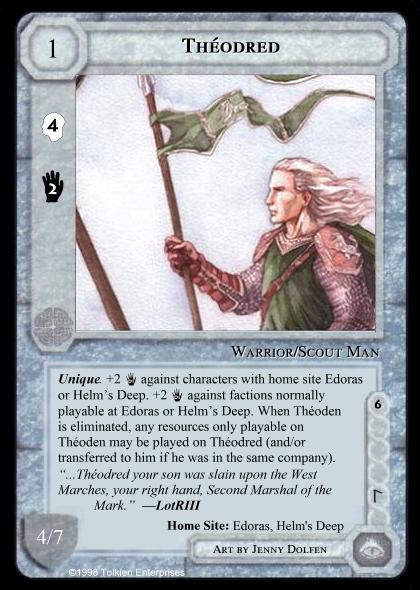 1
THÉODRED
4
2
WARRIOR/SCOUT MAN
Unique. +2 against characters with home site Edoras
or Helm's Deep. +2 against factions normally
playable at Edoras or Helm's Deep. When Théoden
is eliminated, any resources only playable on
Théoden may be played on Théodred (and/or
transferred to him if he was in the same company).
“...Théodred your son was slain upon the West
Marches, your right hand, Second Marshal of the
Mark.” —LotRIII
6
Home Site: Edoras, Helm's Deep
4/7
ART BY JENNY DOLFEN
©1998 Tolkien Enterprises